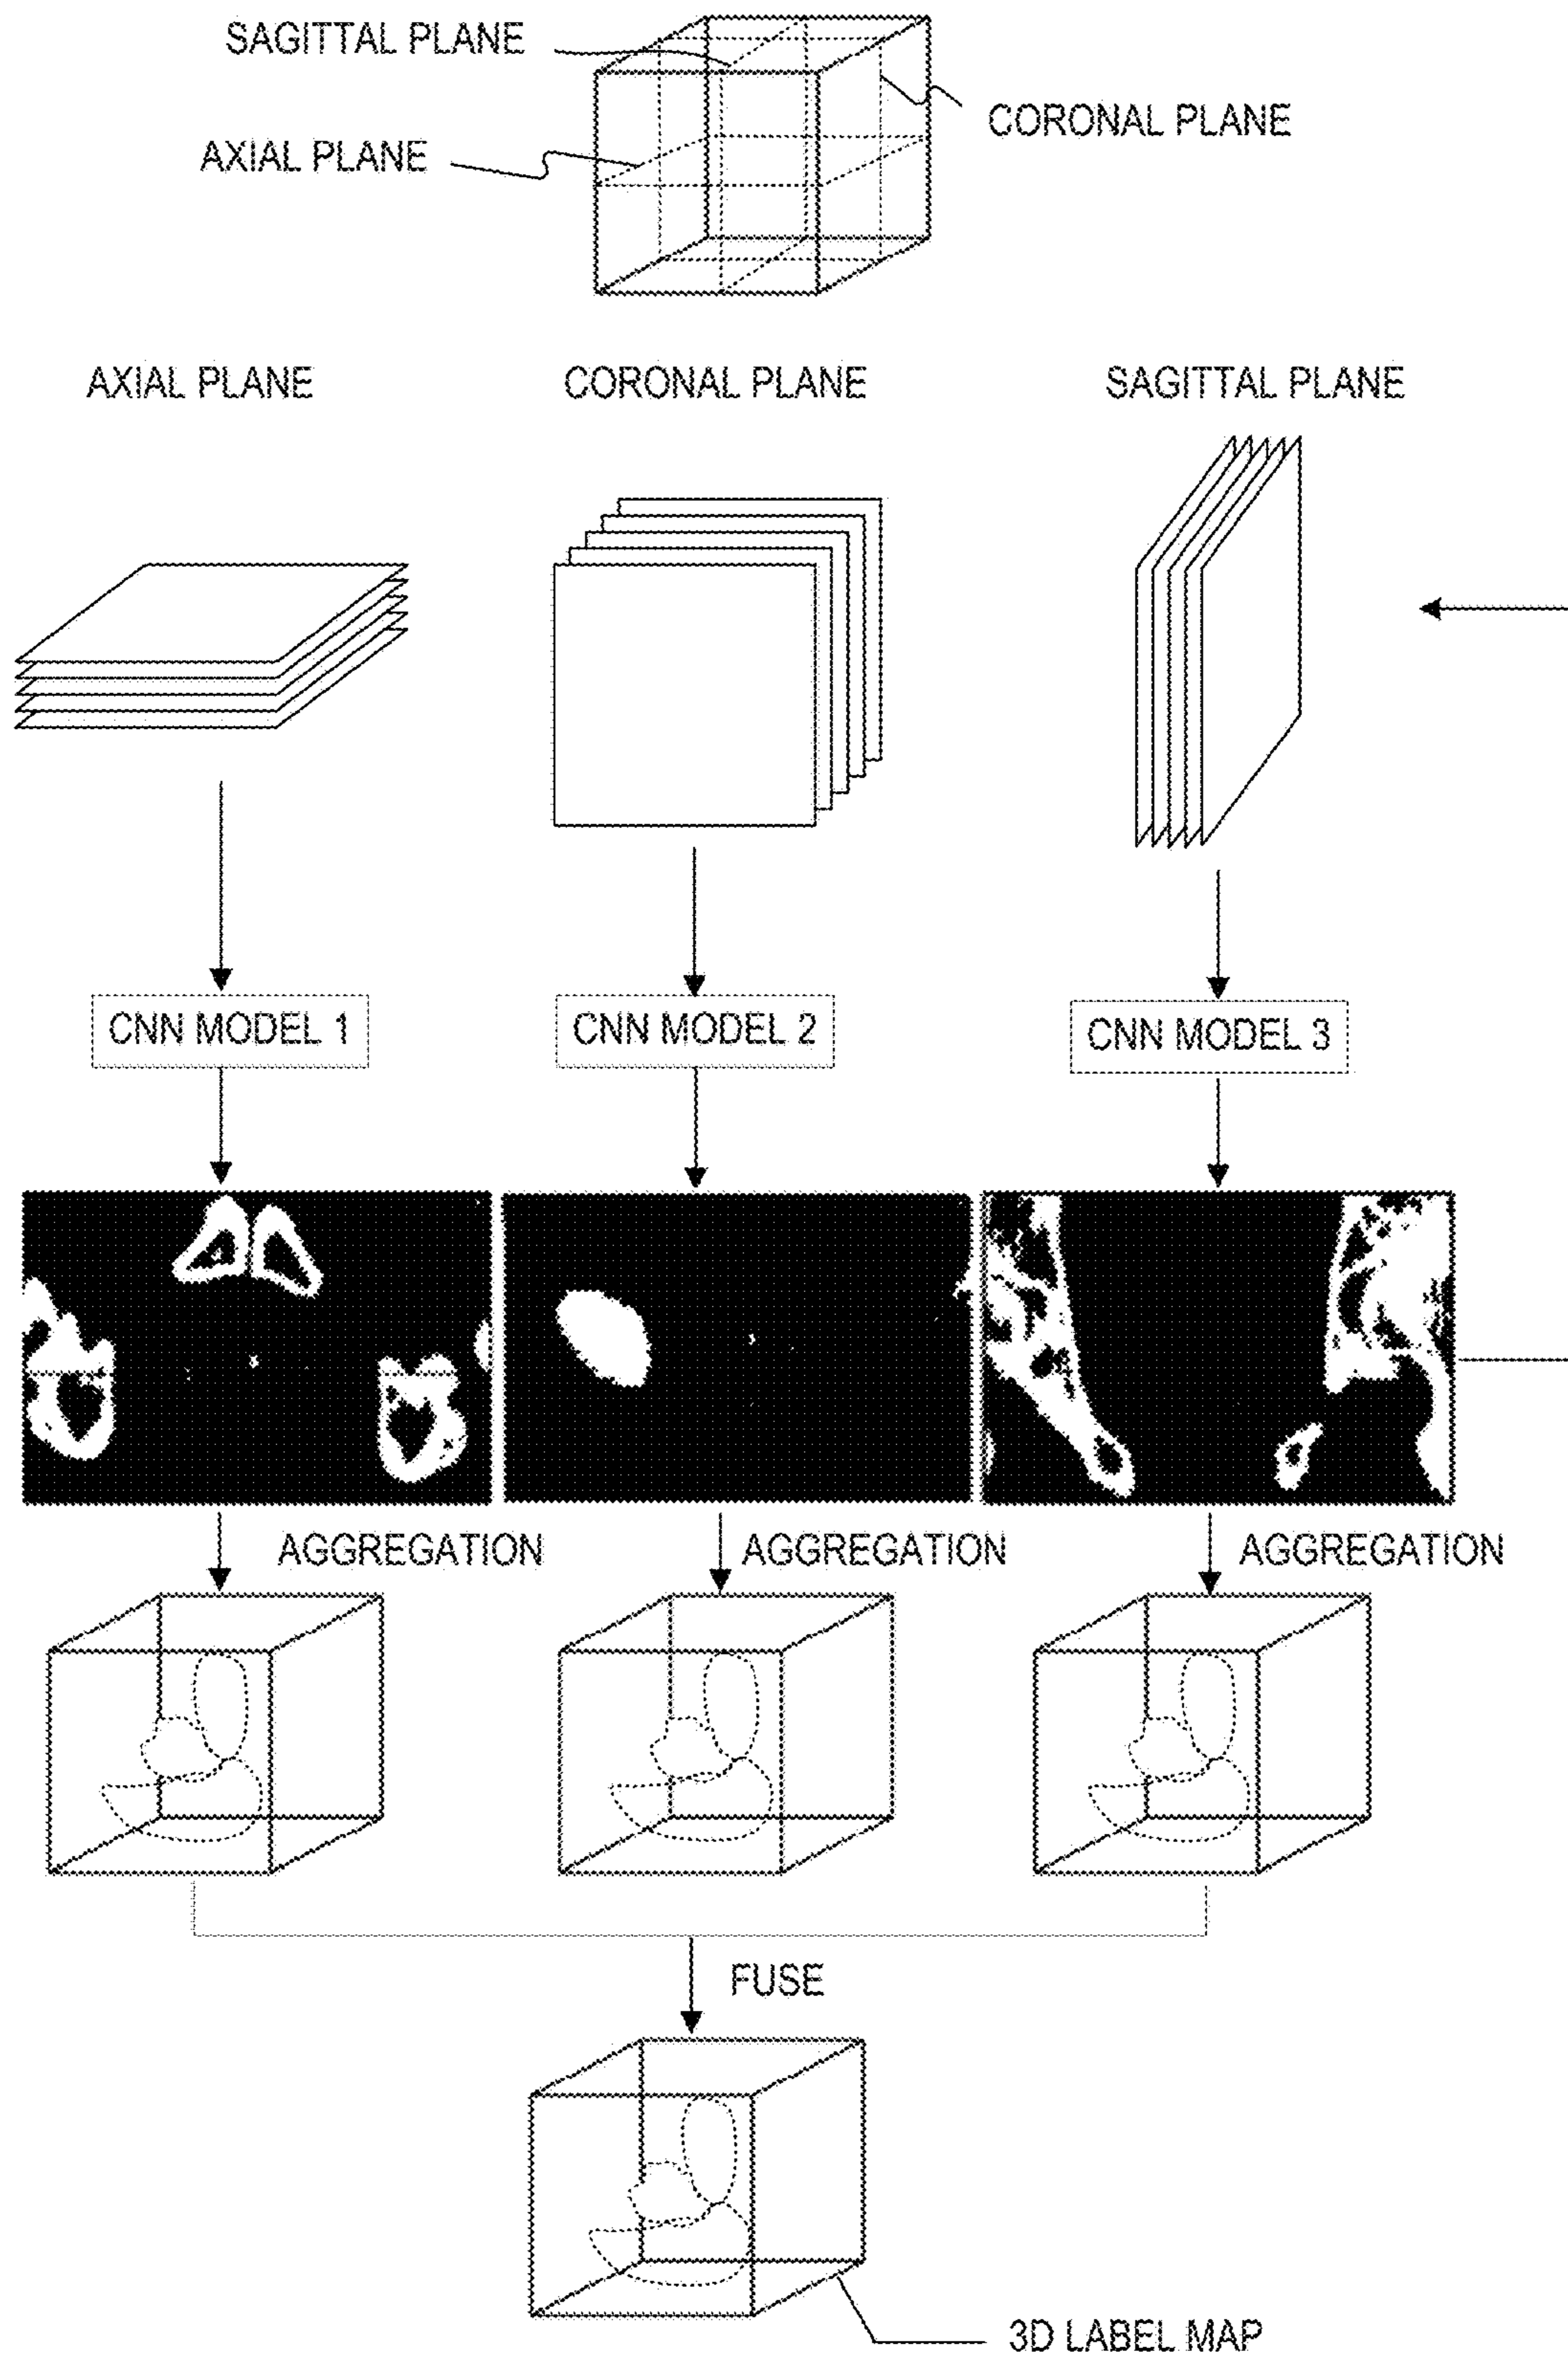 SAGITTAL PLANE
CORONAL PLANE
AXIAL PLANE
AXIAL PLANE
CORONAL PLANE
SAGITTAL PLANE
CNN MODEL 1
CNN MODEL 2
CNN MODEL 3
AGGREGATION
AGGREGATION
AGGREGATION
FUSE
3D LABEL MAP